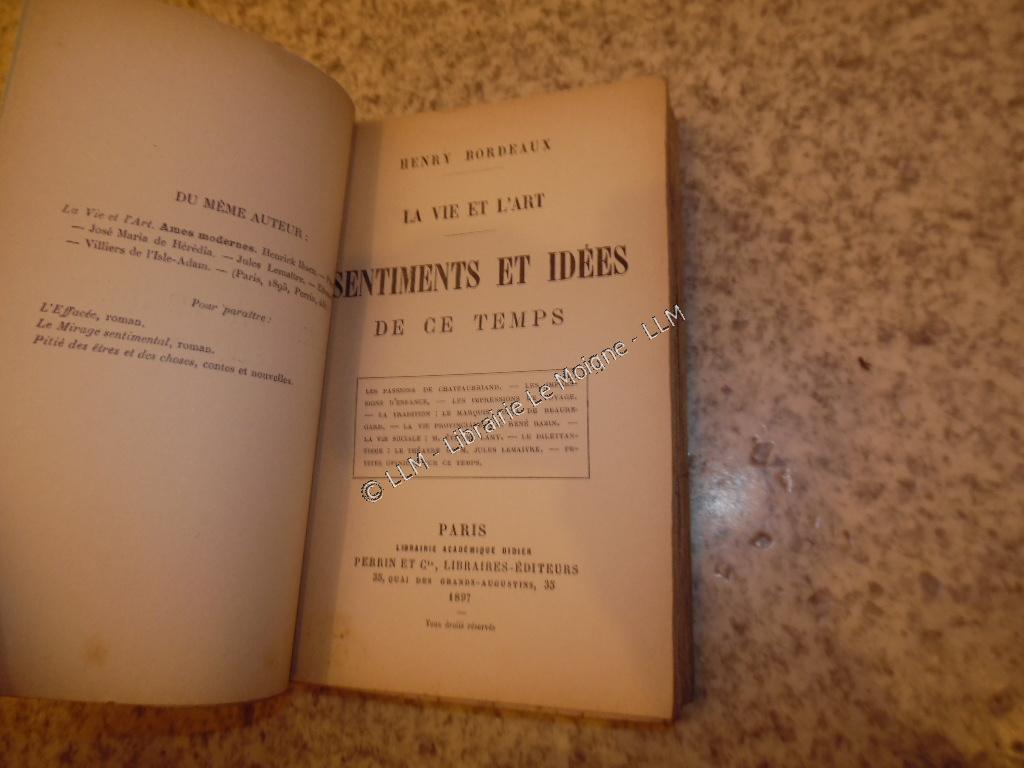 DU MÊME AUTEUR :
La Vie et l'Art. Ames modernes. Henrick Ibsen.
— José Maria de Hérédia. — Jules Lemaître. —
— Villiers de l'Isle-Adam. — (Paris, 1895, Perrin,
Pour paraître :
L'Effacée, roman.
Le Mirage sentimental, roman.
Pitié des êtres et des choses, contes et nouvelles.
HENRY BORDEAUX
LA VIE ET L'ART
SENTIMENTS ET IDÉES
DE CE TEMPS
LES PASSIONS DE CHATEAUBRIAND. — LES
SIONS D'ENFANCE. — LES IMPRESSIONS VOYAGE.
— LA TRADITION : LE MARQUIS DE BEAURE-
GARD. — LA VIE RENÉ BAZIN. —
LA VIE SOCIALE : M. — LE DILETTAN-
TISME : LE JULES LEMAITRE. — PE-
CE TEMPS.
PARIS
LIBRAIRIE ACADÉMIQUE DIDIER
PERRIN ET Cie, LIBRAIRES-ÉDITEURS
35, QUAI DES GRANDS-AUGUSTINS, 35
1897
Tous droits réservés
© LLM - Librairie Le Moigne - LLM